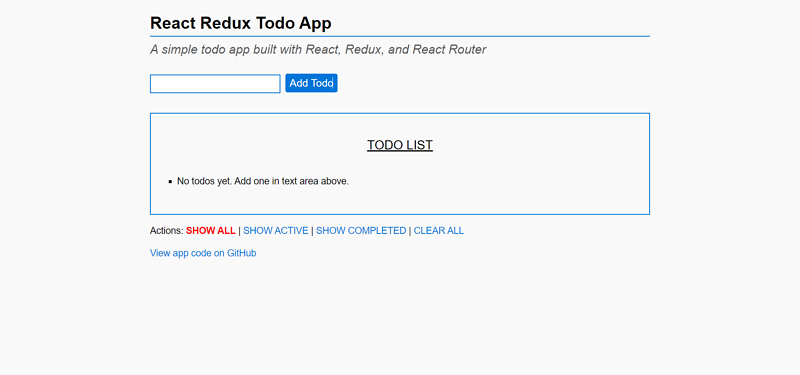 React Redux Todo App
A simple todo app built with React, Redux, and React Router
Add Todo
TODO LIST
No todos yet. Add one in text area above.
Actions: SHOW ALL | SHOW ACTIVE | SHOW COMPLETED | CLEAR ALL
View app code on GitHub